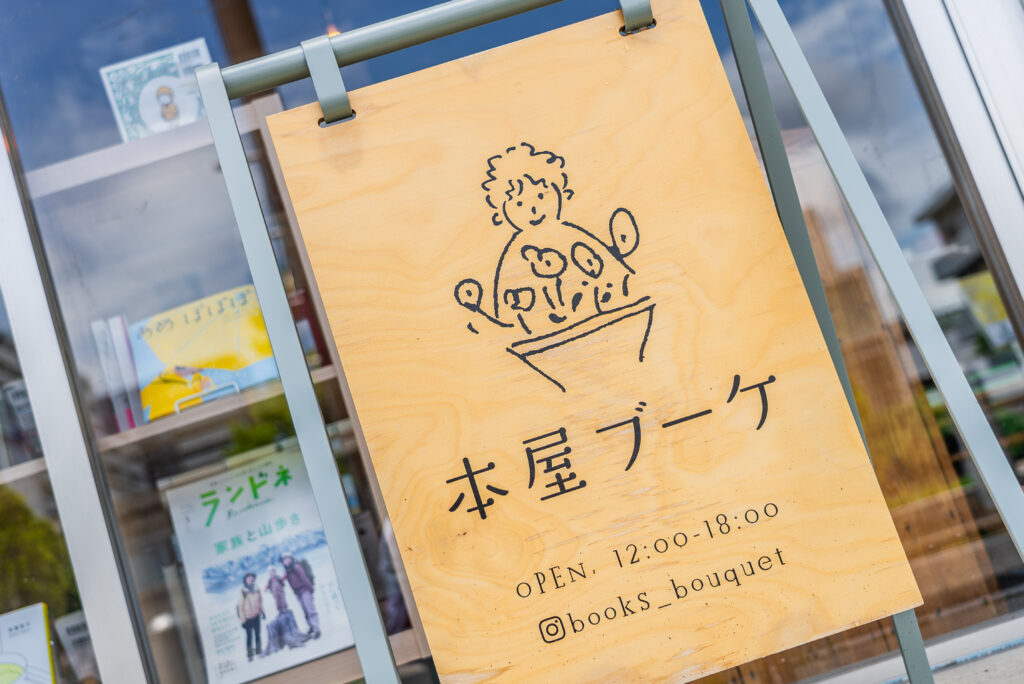 本屋ブーケ
OPEN. 12:00-18:00
books_bouquet
あめ ぽぽぽ
ランドネ
家族と山歩き